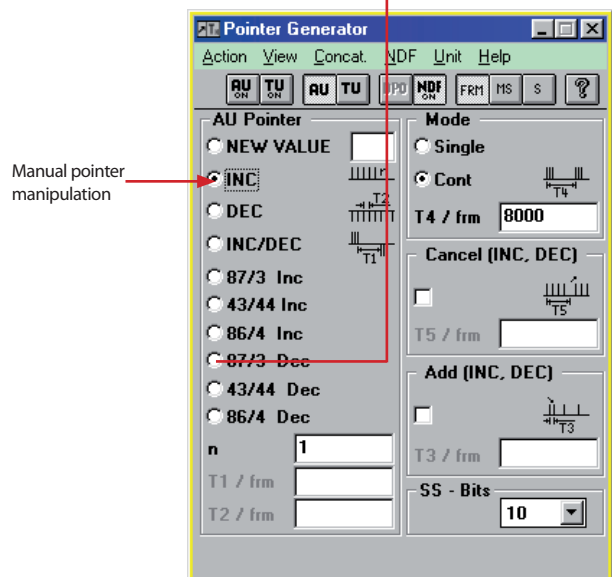 Pointer Generator
Action View Concat. NDF Unit Help
AU ON TU ON AU TU DPO NDF ON FRM MS S ?
Manual pointer
manipulation
AU Pointer
NEW VALUE
INC
n
DEC
T2
INC/DEC
T1
87/3 Inc
43/44 Inc
86/4 Inc
87/3 Dec
43/44 Dec
86/4 Dec
n 1
T1 / frm
T2 / frm
Mode
Single
Cont
T4
T4 / frm 8000
Cancel (INC, DEC)
T5
T5 / frm
Add (INC, DEC)
T3
T3 / frm
SS - Bits
10